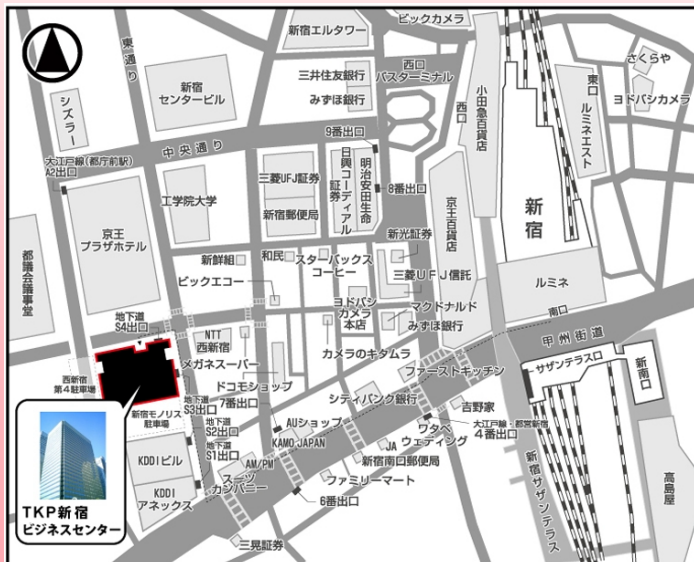 東通り
新宿エルタワー
ビックカメラ
三井住友銀行
みずほ銀行
西口
バスターミナル
新宿
センタービル
シズラー
9番出口
中央通り
大江戸線(都庁前駅)
A2出口
西口
小田急百貨店
東口
ルミネエスト
さくらや
ヨドバシカメラ
三菱UFJ証券
新宿郵便局
日興コーディアル
証券
明治安田生命
8番出口
工学院大学
京王
プラザホテル
都議会議事堂
京王百貨店
新宿
新鮮組
和民
スターバックス
コーヒー
新光証券
ビックエコー
三菱UFJ信託
ルミネ
ヨドバシ
カメラ
本店
マクドナルド
みずほ銀行
南口
甲州街道
地下道
S4出口
NTT
西新宿
メガネスーパー
カメラのキタムラ
ファーストキッチン
サザンテラス口
新南口
西新宿
第4駐車場
新宿モノリス
駐車場
地下道
S3出口
ドコモショップ
7番出口
シティバンク銀行
吉野家
地下道
S2出口
AUショップ
ワタベ
ウェディング
大江戸線・都営新宿
4番出口
KDDIビル
地下道
S1出口
KAMO JAPAN
JA
新宿南口郵便局
AM/PM
スーツ
カンパニー
ファミリーマート
KDDI
アネックス
6番出口
新宿サザンテラス
高島屋
TKP新宿
ビジネスセンター
三晃証券